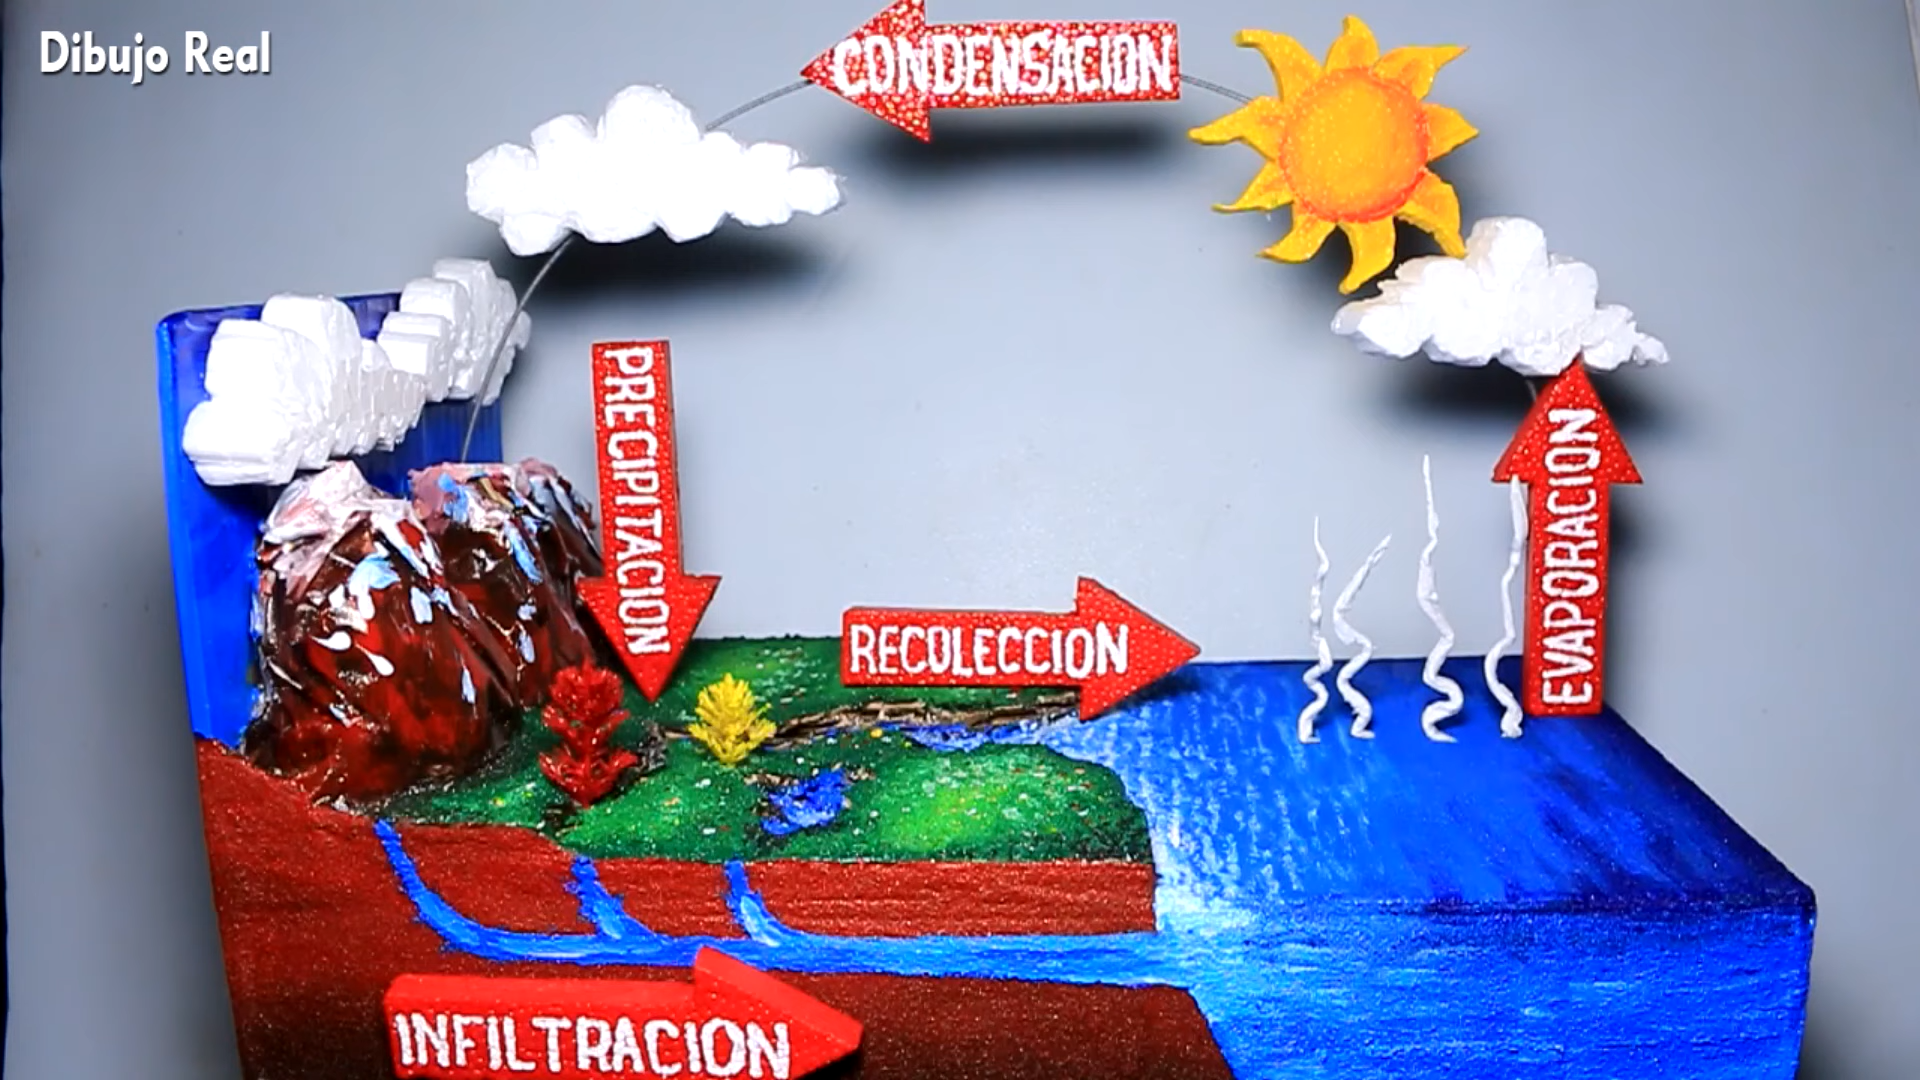 Dibujo Real
CONDENSACION
PRECIPITACION
EVAPORACION
RECOLECCION
INFILTRACION